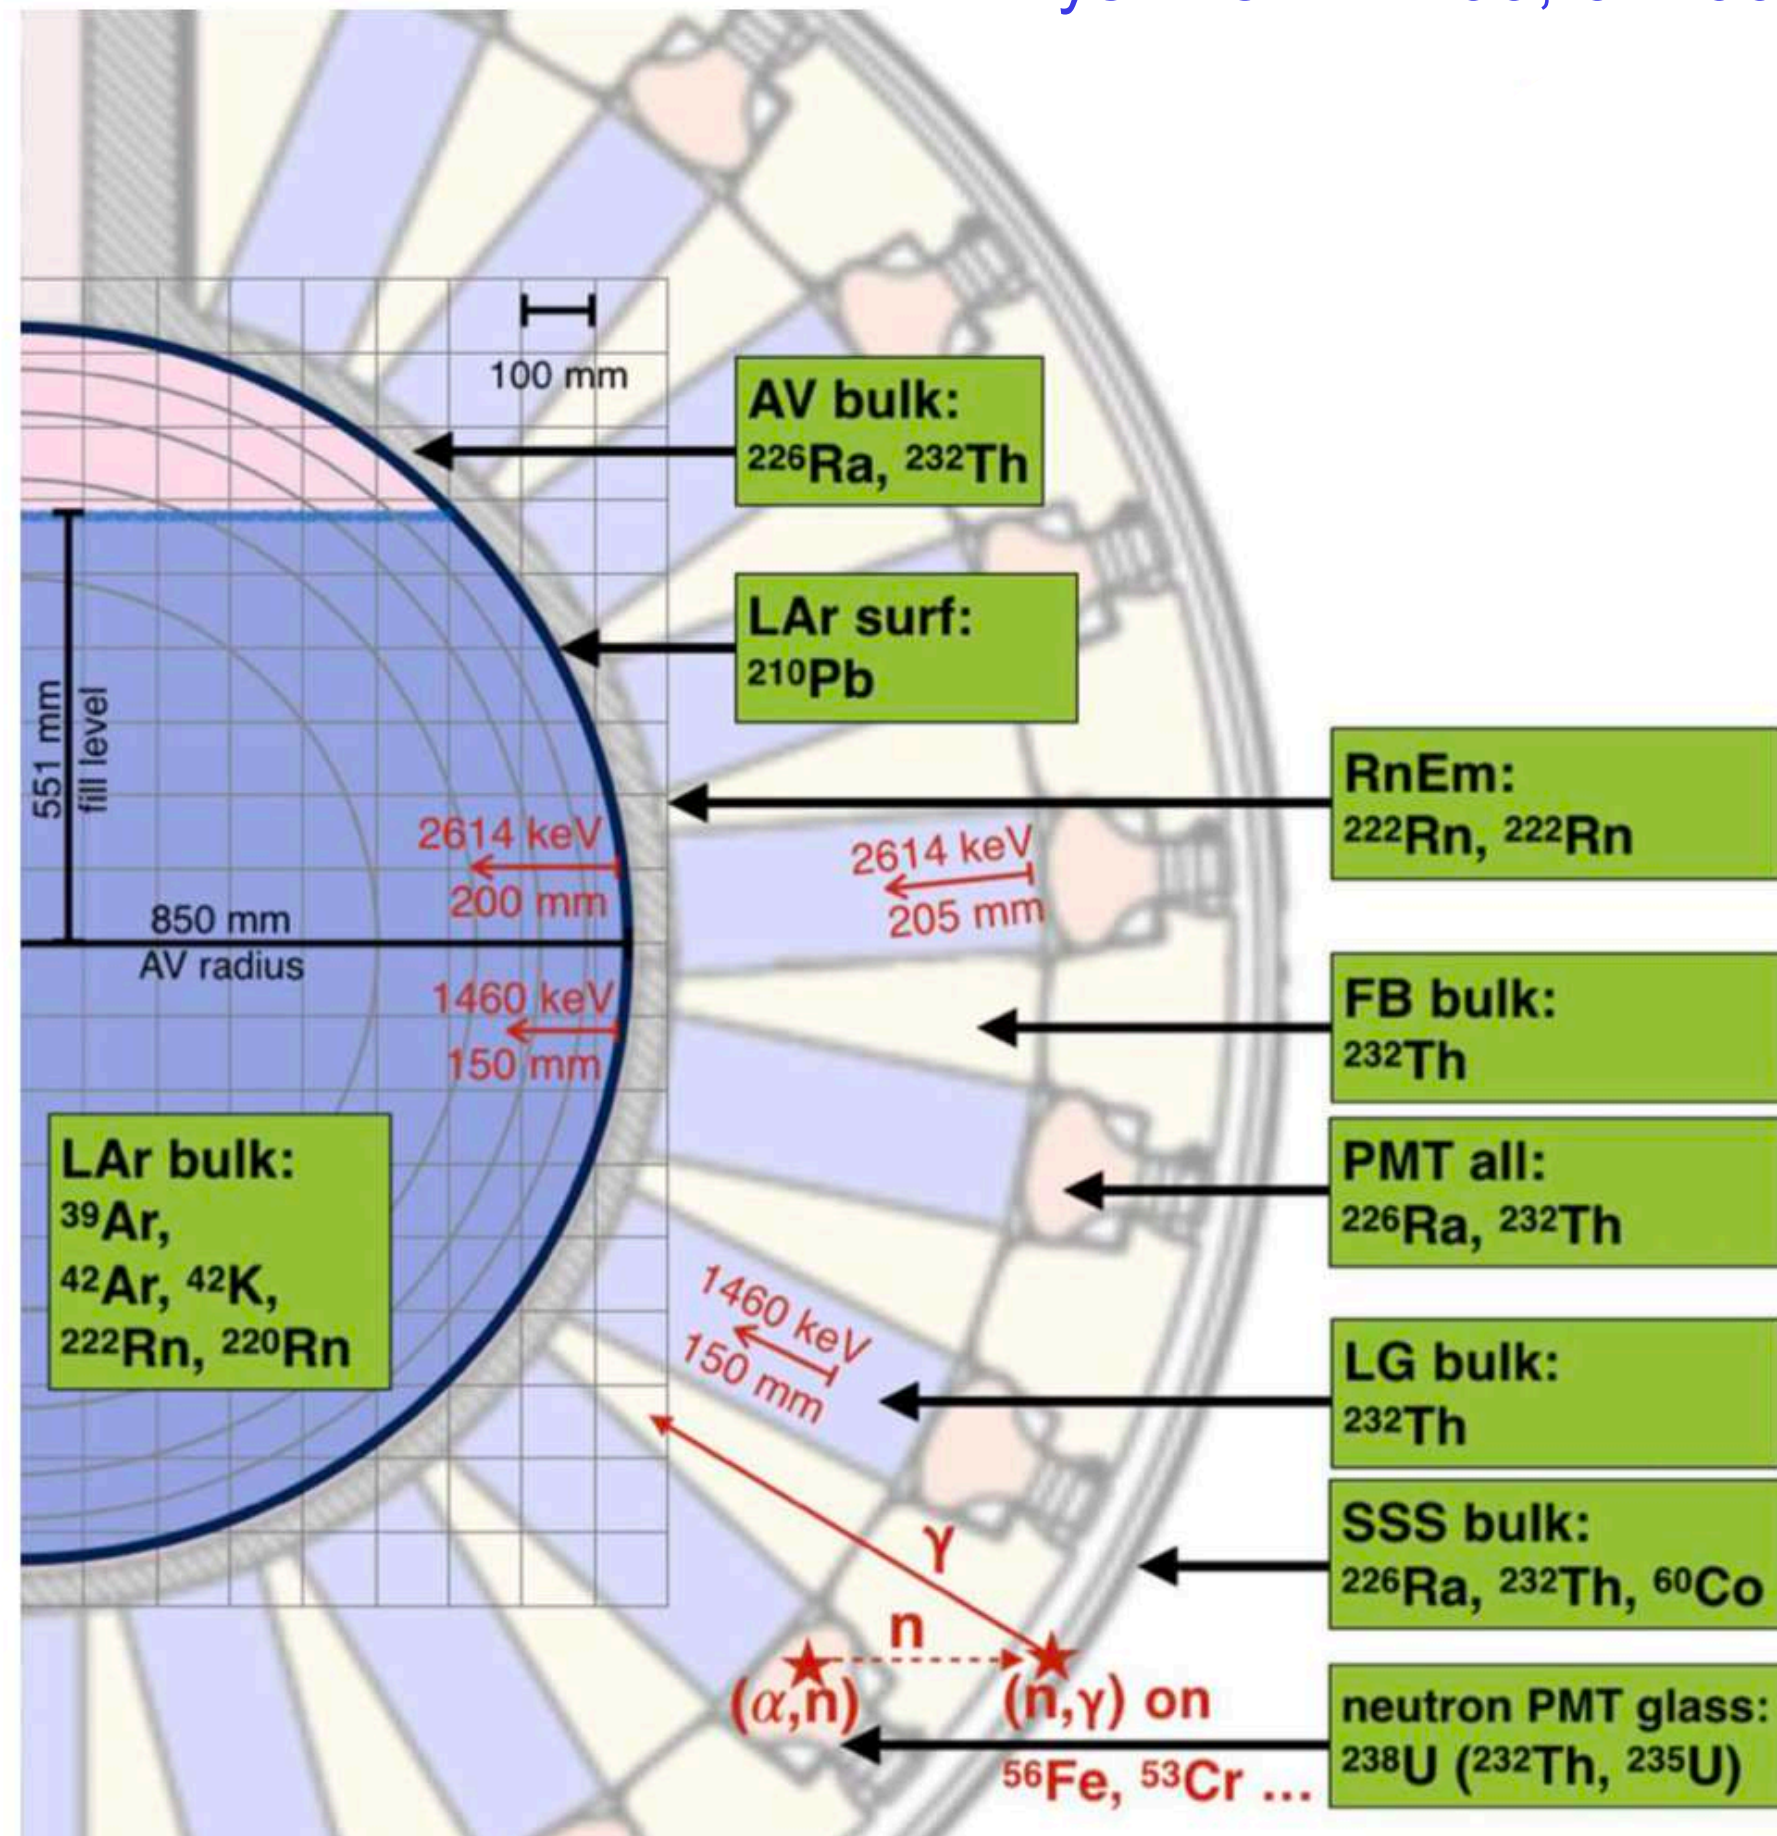 100 mm
AV bulk:
²²⁶Ra, ²³²Th
LAr surf:
²¹⁰Pb
551 mm
fill level
RnEm:
²²²Rn, ²²²Rn
2614 keV
200 mm
2614 keV
205 mm
850 mm
AV radius
1460 keV
150 mm
FB bulk:
²³²Th
LAr bulk:
³⁹Ar,
⁴²Ar, ⁴²K,
²²²Rn, ²²⁰Rn
PMT all:
²²⁶Ra, ²³²Th
1460 keV
150 mm
LG bulk:
²³²Th
SSS bulk:
²²⁶Ra, ²³²Th, ⁶⁰Co
γ
n
(α,n)
(n,γ) on
⁵⁶Fe, ⁵³Cr ...
neutron PMT glass:
²³⁸U (²³²Th, ²³⁵U)